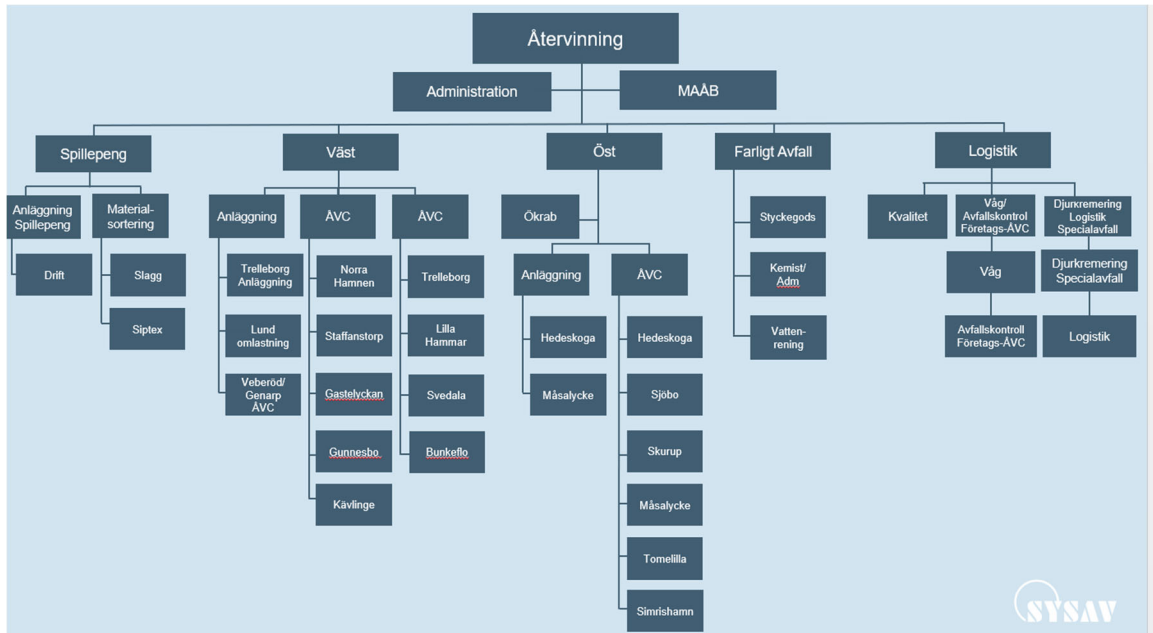 Återvinning
Administration
MAÅB
Spillepeng
Väst
Öst
Farligt Avfall
Logistik
Anläggning
Spillepeng
Material-
sortering
Drift
Slagg
Siptex
Anläggning
ÅVC
ÅVC
Trelleborg
Anläggning
Lund
omlastning
Veberöd/
Genarp
ÅVC
Norra
Hamnen
Staffanstorp
Gastelyckan
Gunnesbo
Kävlinge
Trelleborg
Lilla
Hammar
Svedala
Bunkeflo
Ökrab
Anläggning
ÅVC
Hedeskoga
Måsalycke
Hedeskoga
Sjöbo
Skurup
Måsalycke
Tomelilla
Simrishamn
Styckegods
Kemist/
Adm
Vatten-
rening
Kvalitet
Våg/
Avfallskontrol
Företags-ÅVC
Våg
Avfallskontroll
Företags-ÅVC
Djurkremering
Logistik
Specialavfall
Djurkremering
Specialavfall
Logistik
SYSAV